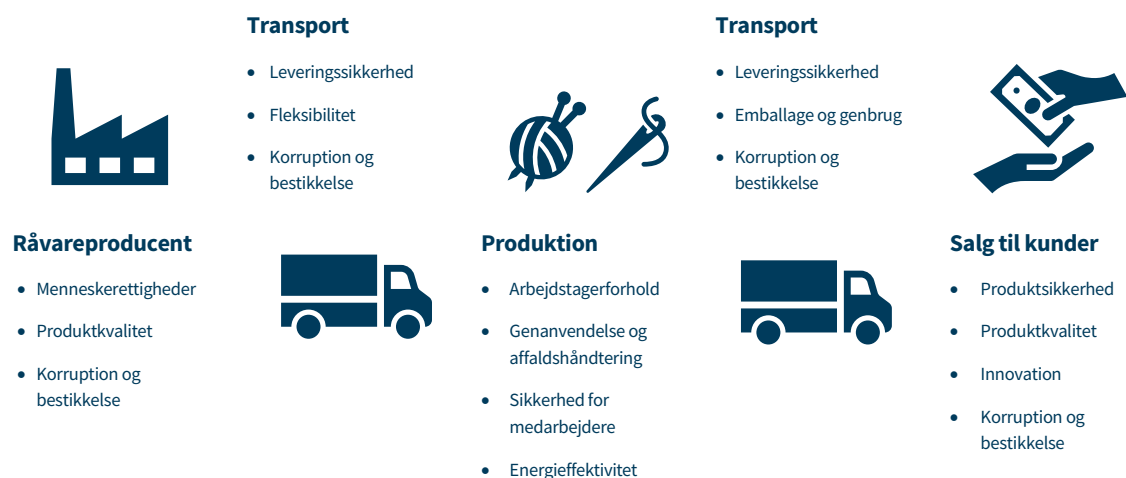 Transport
• Leveringssikkerhed
• Fleksibilitet
• Korruption og
bestikkelse
Transport
• Leveringssikkerhed
• Emballage og genbrug
• Korruption og
bestikkelse
Råvareproducent
• Menneskerettigheder
• Produktkvalitet
• Korruption og
bestikkelse
Produktion
• Arbejdstagerforhold
• Genanvendelse og
affaldshåndtering
• Sikkerhed for
medarbejdere
• Energieffektivitet
Salg til kunder
• Produktsikkerhed
• Produktkvalitet
• Innovation
• Korruption og
bestikkelse